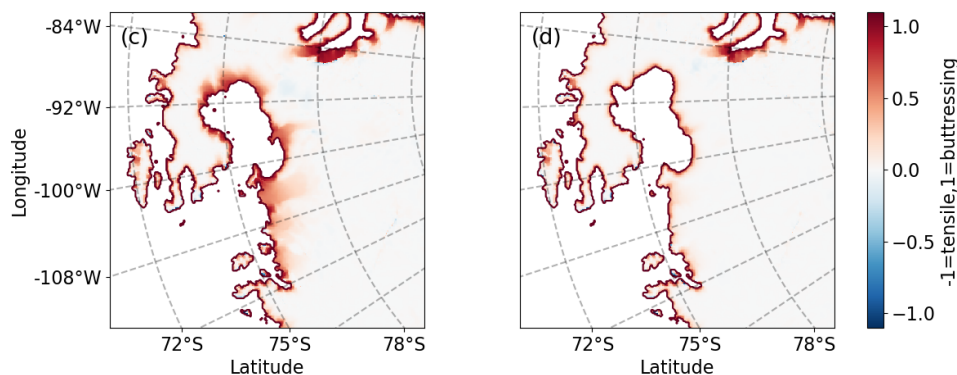 (c)
(d)
-84°W
-92°W
-100°W
-108°W
Longitude
72°S
75°S
78°S
Latitude
72°S
75°S
78°S
Latitude
1.0
0.5
0.0
−0.5
−1.0
-1=tensile,1=buttressing